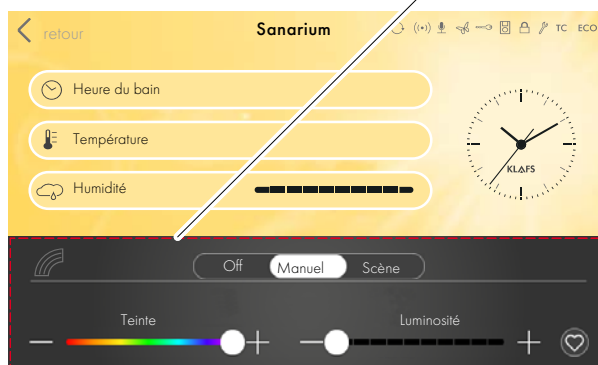 retour
Sanarium
TC ECO
Heure du bain
Température
KLAFS
Humidité
Off Manuel Scène
Teinte Luminosité